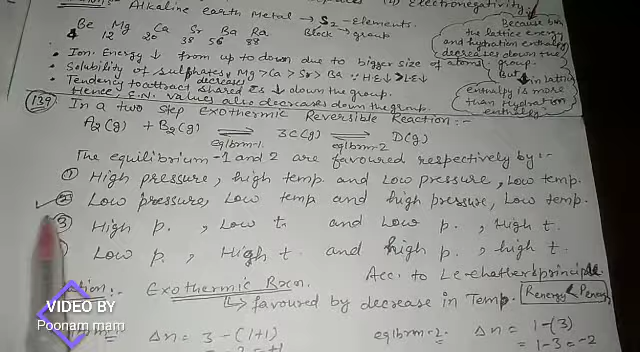 Alkaline earth Metal → S2 - Elements.
Block → group
(ii) Electronegativity
Be Mg Ca Sr Ba Ra
4 12 20 38 56 88
• Ion. Energy ↓ from up to down due to bigger size of atoms
• Solubility of sulphates decreases Mg > Ca > Sr > Ba ∵ H.E↓ > LE↓
• Tendency to attract shared es ↓ down the group.
Hence, E.N. values also decreases down the group.
Because both
the lattice energy
and hydration enthalpy
decreases down the
group.
But ↓ in lattice
enthalpy is more
than Hydration
enthalpy
139 In a two step Exothermic Reversible Reaction :-
A2(g) + B2(g) ⇌ 3C(g) ⇌ D(g)
eqlbrm-1 eqlbrm-2
The equilibrium -1 and 2 are favoured respectively by :-
① High pressure, high temp. and Low pressure, Low temp.
② Low pressure, Low temp and high pressure, Low temp.
③ High p. , Low t. and Low p. , High t.
Low p. , High t. and high p. , high t.
Acc. to Le-chatliers principle
Exothermic Rxn.
↳ favoured by decrease in Temp.
Renergy < Penergy
Δn = 3 - (1+1)
eqlbrm-2 = Δn = 1-(3)
1-3 = -2
VIDEO BY
Poonam mam